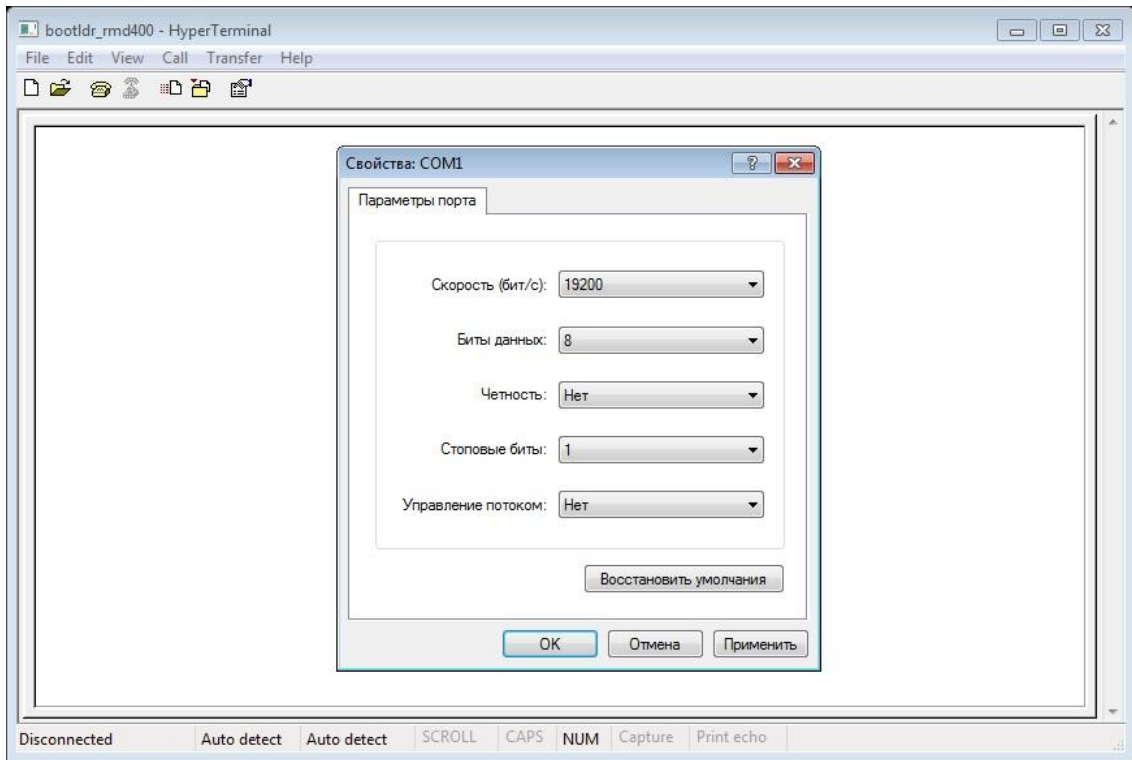 bootldr_rmd400 - HyperTerminal
File Edit View Call Transfer Help
Свойства: COM1
Параметры порта
Скорость (бит/с): 19200
Биты данных: 8
Четность: Нет
Стоповые биты: 1
Управление потоком: Нет
Восстановить умолчания
OK Отмена Применить
Disconnected Auto detect Auto detect SCROLL CAPS NUM Capture Print echo